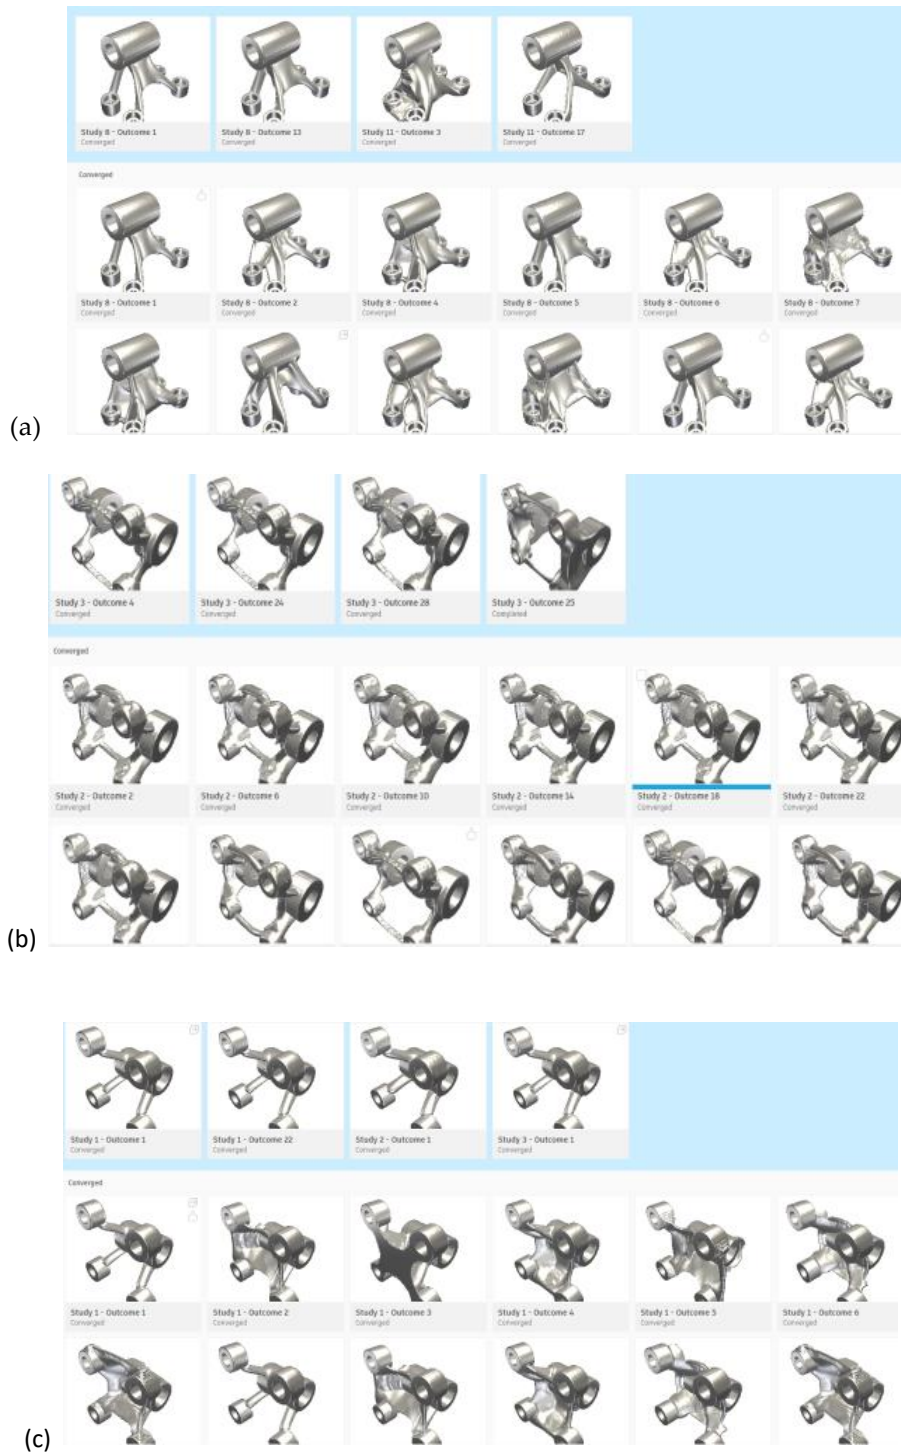 Study 8 - Outcome 1
Converged
Study 8 - Outcome 13
Converged
Study 11 - Outcome 3
Converged
Study 11 - Outcome 17
Converged
Converged
Study 8 - Outcome 1
Converged
Study 8 - Outcome 2
Converged
Study 8 - Outcome 4
Converged
Study 8 - Outcome 5
Converged
Study 8 - Outcome 6
Converged
Study 8 - Outcome 7
Converged
(a)
Study 3 - Outcome 4
Converged
Study 3 - Outcome 24
Converged
Study 3 - Outcome 28
Converged
Study 3 - Outcome 25
Completed
Converged
Study 2 - Outcome 2
Converged
Study 2 - Outcome 6
Converged
Study 2 - Outcome 10
Converged
Study 2 - Outcome 14
Converged
Study 2 - Outcome 18
Converged
Study 2 - Outcome 22
Converged
(b)
Study 1 - Outcome 1
Converged
Study 1 - Outcome 22
Converged
Study 2 - Outcome 1
Converged
Study 3 - Outcome 1
Converged
Converged
Study 1 - Outcome 1
Converged
Study 1 - Outcome 2
Converged
Study 1 - Outcome 3
Converged
Study 1 - Outcome 4
Converged
Study 1 - Outcome 5
Converged
Study 1 - Outcome 6
Converged
(c)